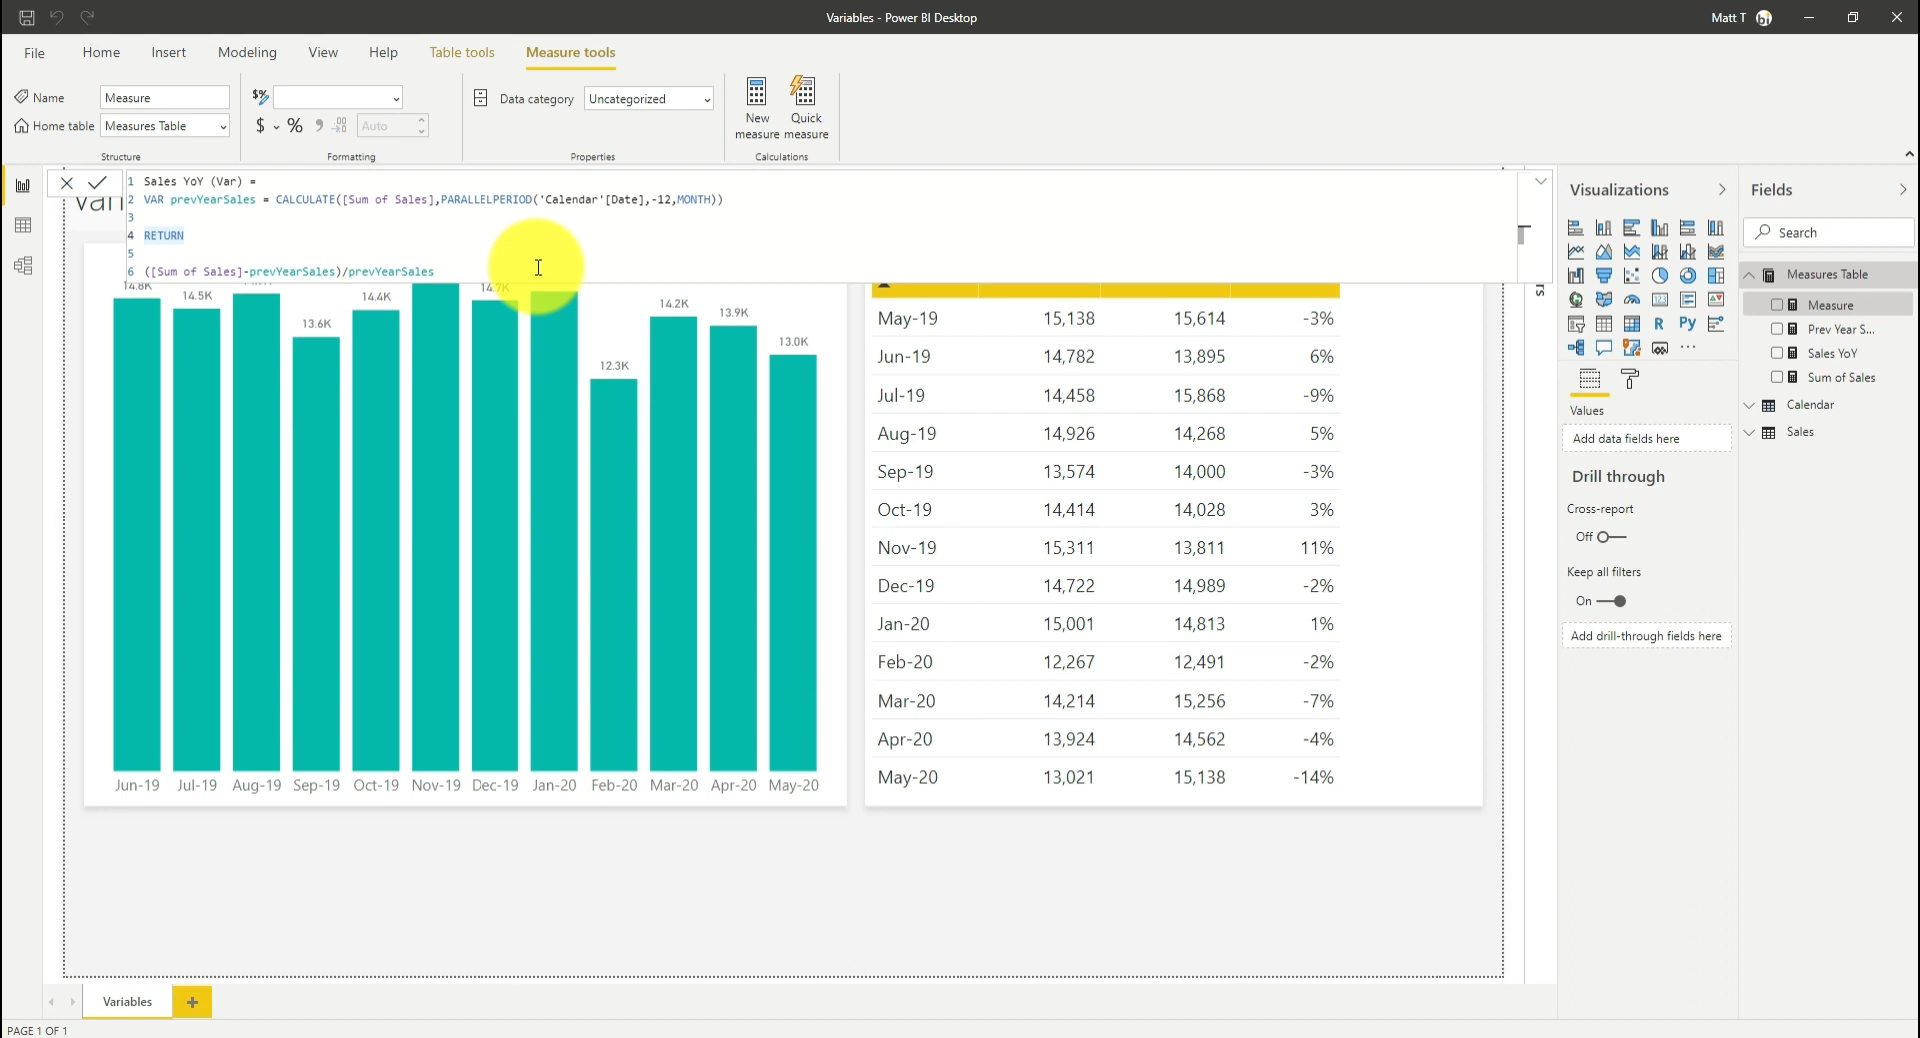 Variables - Power BI Desktop
Matt T
File Home Insert Modeling View Help Table tools Measure tools
Name Measure
Home table Measures Table
Structure
$ % 9 .00 Auto
Formatting
Data category Uncategorized
Properties
New measure
Quick measure
Calculations
1 Sales YoY (Var) =
2 VAR prevYearSales = CALCULATE([Sum of Sales],PARALLELPERIOD('Calendar'[Date],-12,MONTH))
3
4 RETURN
5
6 ([Sum of Sales]-prevYearSales)/prevYearSales
14.8K
14.5K
13.6K
14.4K
14.7K
12.3K
14.2K
13.9K
13.0K
Jun-19 Jul-19 Aug-19 Sep-19 Oct-19 Nov-19 Dec-19 Jan-20 Feb-20 Mar-20 Apr-20 May-20
May-19 15,138 15,614 -3%
Jun-19 14,782 13,895 6%
Jul-19 14,458 15,868 -9%
Aug-19 14,926 14,268 5%
Sep-19 13,574 14,000 -3%
Oct-19 14,414 14,028 3%
Nov-19 15,311 13,811 11%
Dec-19 14,722 14,989 -2%
Jan-20 15,001 14,813 1%
Feb-20 12,267 12,491 -2%
Mar-20 14,214 15,256 -7%
Apr-20 13,924 14,562 -4%
May-20 13,021 15,138 -14%
Visualizations
R Py
Values
Add data fields here
Drill through
Cross-report
Off
Keep all filters
On
Add drill-through fields here
Fields
Search
Measures Table
Measure
Prev Year S...
Sales YoY
Sum of Sales
Calendar
Sales
Variables
PAGE 1 OF 1